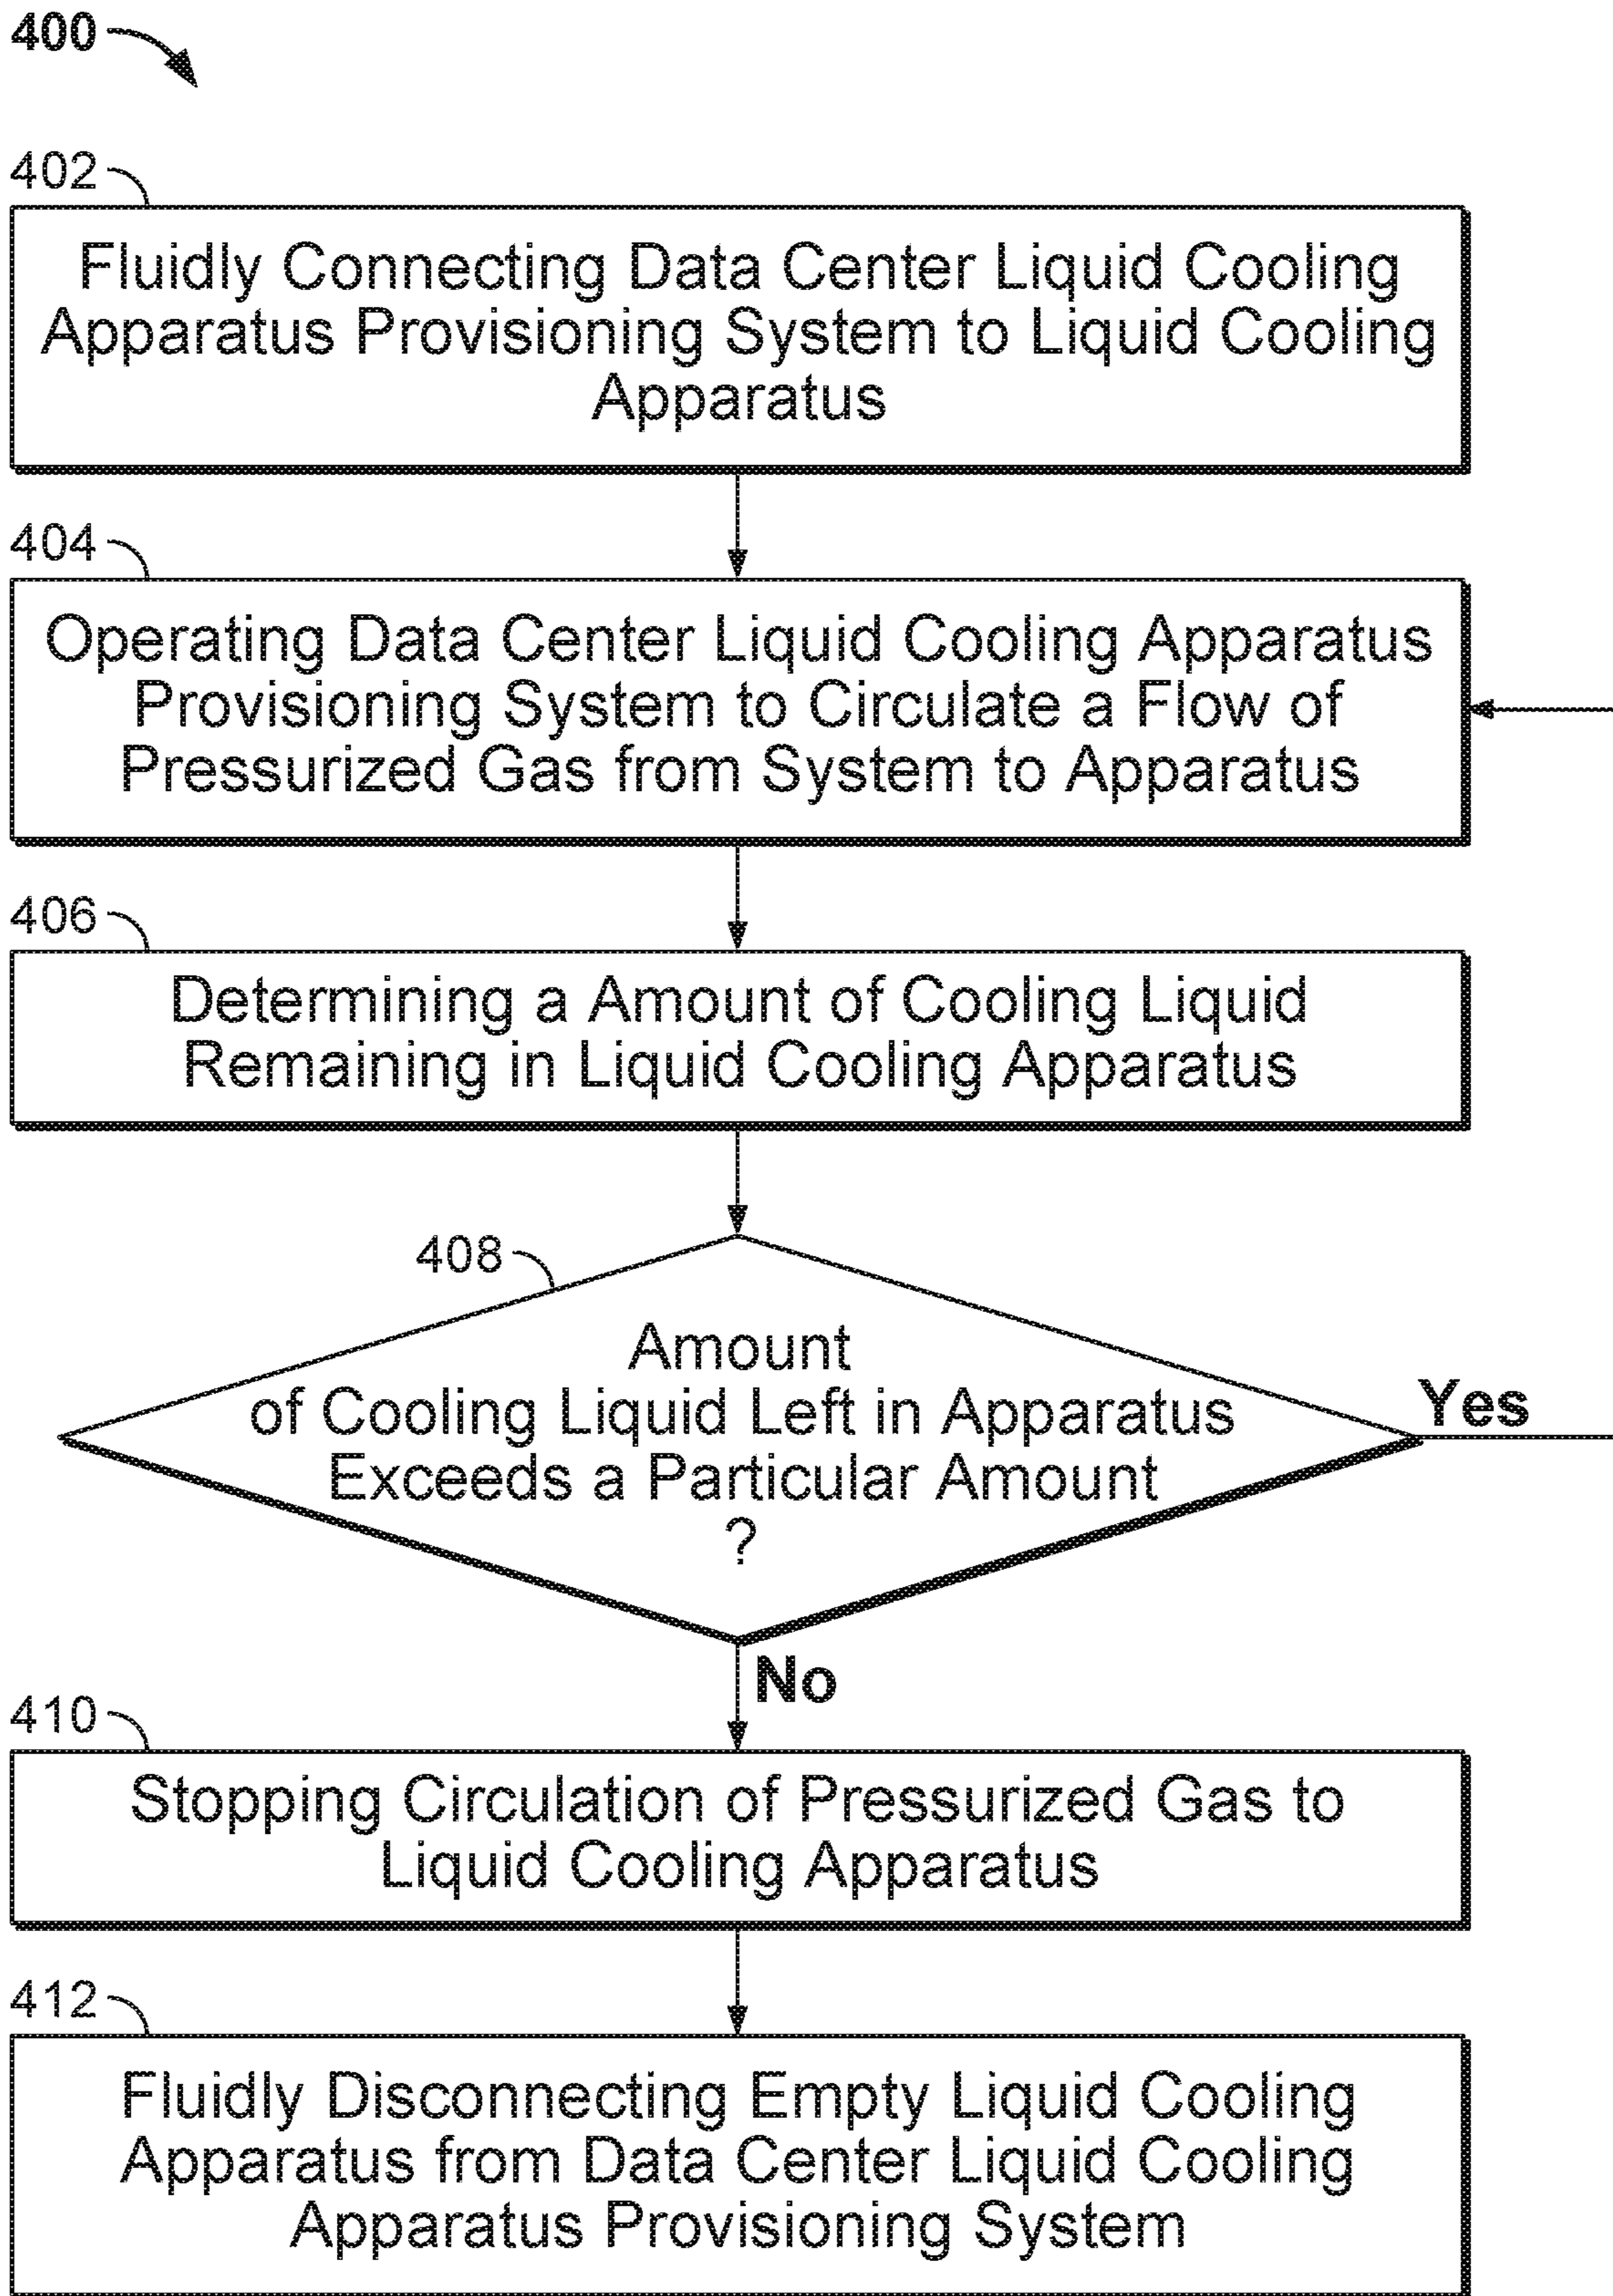 400
402
Fluidly Connecting Data Center Liquid Cooling
Apparatus Provisioning System to Liquid Cooling
Apparatus
404
Operating Data Center Liquid Cooling Apparatus
Provisioning System to Circulate a Flow of
Pressurized Gas from System to Apparatus
406
Determining a Amount of Cooling Liquid
Remaining in Liquid Cooling Apparatus
408
Amount
of Cooling Liquid Left in Apparatus
Exceeds a Particular Amount
?
Yes
No
410
Stopping Circulation of Pressurized Gas to
Liquid Cooling Apparatus
412
Fluidly Disconnecting Empty Liquid Cooling
Apparatus from Data Center Liquid Cooling
Apparatus Provisioning System